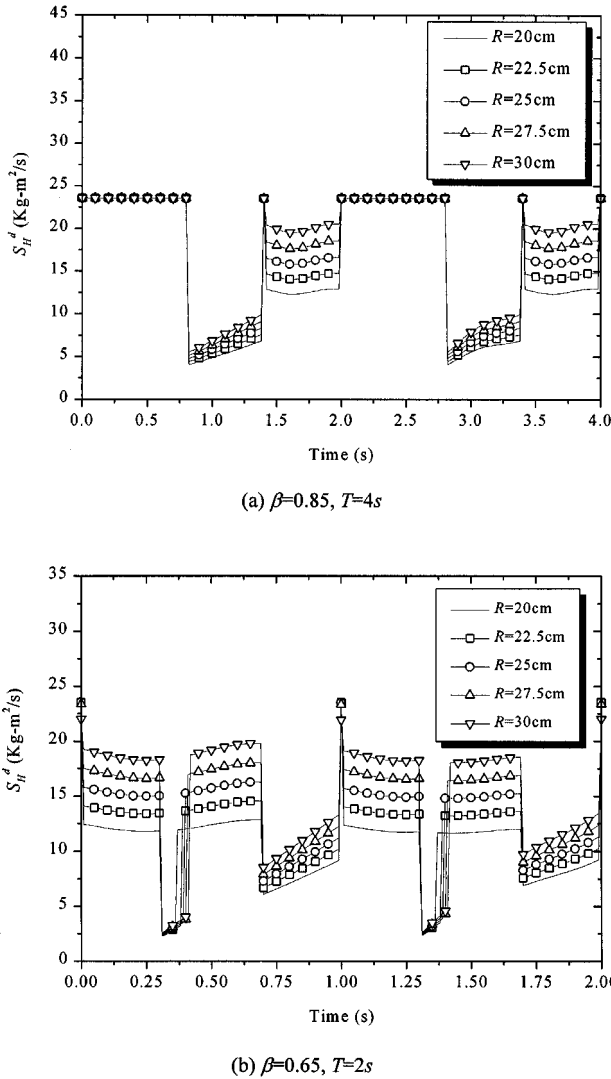 45
40
35
30
25
20
15
10
5
0
S_H^d (Kg-m²/s)
R=20cm
R=22.5cm
R=25cm
R=27.5cm
R=30cm
0.0 0.5 1.0 1.5 2.0 2.5 3.0 3.5 4.0
Time (s)
(a) β=0.85, T=4s
35
30
25
20
15
10
5
0
S_H^d (Kg-m²/s)
R=20cm
R=22.5cm
R=25cm
R=27.5cm
R=30cm
0.00 0.25 0.50 0.75 1.00 1.25 1.50 1.75 2.00
Time (s)
(b) β=0.65, T=2s